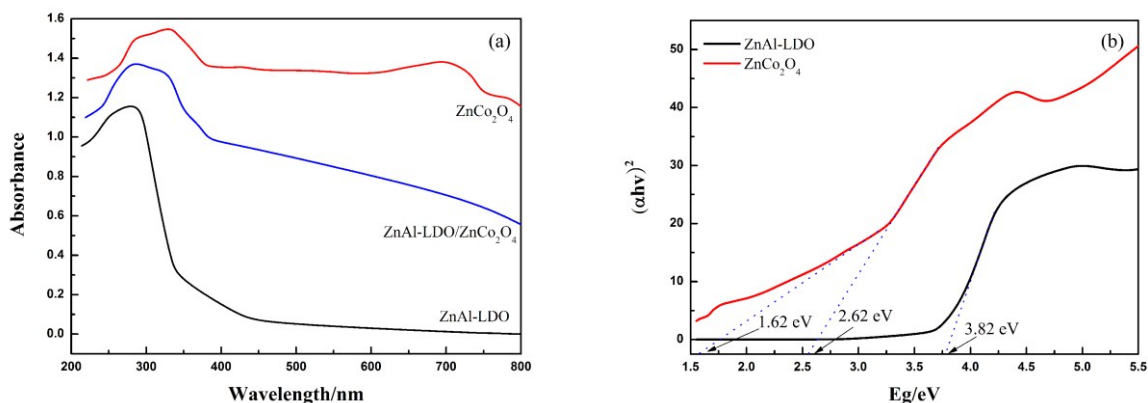 1.6
(a)
1.4
1.2
1.0
0.8
0.6
0.4
0.2
0.0
Absorbance
ZnCo₂O₄
ZnAl-LDO/ZnCo₂O₄
ZnAl-LDO
200 300 400 500 600 700 800
Wavelength/nm
50
40
30
20
10
0
(αhν)²
ZnAl-LDO
ZnCo₂O₄
(b)
1.62 eV
2.62 eV
3.82 eV
1.5 2.0 2.5 3.0 3.5 4.0 4.5 5.0 5.5
Eg/eV